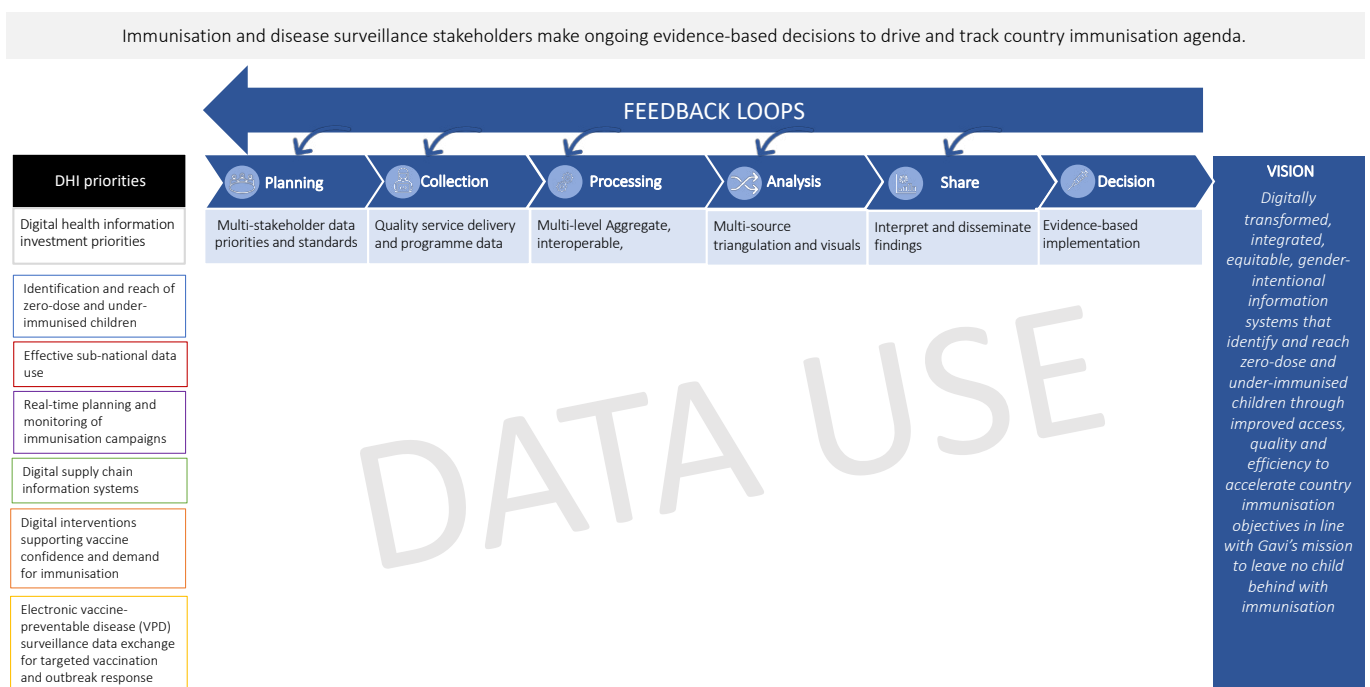 Immunisation and disease surveillance stakeholders make ongoing evidence-based decisions to drive and track country immunisation agenda.
FEEDBACK LOOPS
DHI priorities
Planning
Collection
Processing
Analysis
Share
Decision
Digital health information
investment priorities
Multi-stakeholder data
priorities and standards
Quality service delivery
and programme data
Multi-level Aggregate,
interoperable,
Multi-source
triangulation and visuals
Interpret and disseminate
findings
Evidence-based
implementation
Identification and reach of
zero-dose and under-
immunised children
Effective sub-national data
use
Real-time planning and
monitoring of
immunisation campaigns
Digital supply chain
information systems
Digital interventions
supporting vaccine
confidence and demand
for immunisation
Electronic vaccine-
preventable disease (VPD)
surveillance data exchange
for targeted vaccination
and outbreak response
DATA USE
VISION
Digitally
transformed,
integrated,
equitable, gender-
intentional
information
systems that
identify and reach
zero-dose and
under-immunised
children through
improved access,
quality and
efficiency to
accelerate country
immunisation
objectives in line
with Gavi's mission
to leave no child
behind with
immunisation